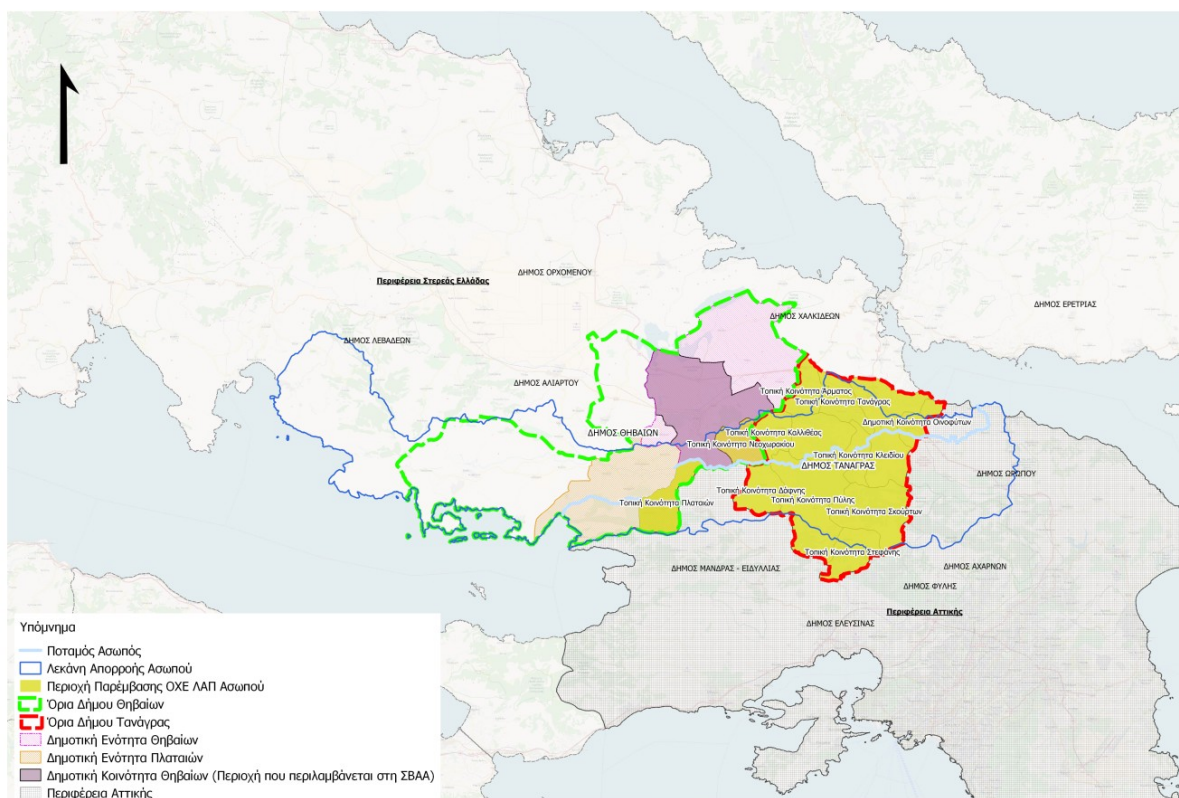 ΔΗΜΟΣ ΟΡΧΟΜΕΝΟΥ
Περιφέρεια Στερεάς Ελλάδας
ΔΗΜΟΣ ΕΡΕΤΡΙΑΣ
ΔΗΜΟΣ ΧΑΛΚΙΔΕΩΝ
ΔΗΜΟΣ ΛΕΒΑΔΕΩΝ
ΔΗΜΟΣ ΑΛΙΑΡΤΟΥ
Τοπική Κοινότητα Άρματος
Τοπική Κοινότητα Τανάγρας
Δημοτική Κοινότητα Οινοφύτων
ΔΗΜΟΣ ΘΗΒΑΙΩΝ
Τοπική Κοινότητα Καλλιθέας
Τοπική Κοινότητα Νεοχωρακίου
Τοπική Κοινότητα Κλειδίου
ΔΗΜΟΣ ΤΑΝΑΓΡΑΣ
ΔΗΜΟΣ ΩΡΩΠΟΥ
Τοπική Κοινότητα Δάφνης
Τοπική Κοινότητα Πλαταιών
Τοπική Κοινότητα Πύλης
Τοπική Κοινότητα Σκούρτων
Τοπική Κοινότητα Στεφάνης
ΔΗΜΟΣ ΜΑΝΔΡΑΣ - ΕΙΔΥΛΛΙΑΣ
ΔΗΜΟΣ ΑΧΑΡΝΩΝ
ΔΗΜΟΣ ΦΥΛΗΣ
Περιφέρεια Αττικής
ΔΗΜΟΣ ΕΛΕΥΣΙΝΑΣ
Υπόμνημα
Ποταμός Ασωπός
Λεκάνη Απορροής Ασωπού
Περιοχή Παρέμβασης ΟΧΕ ΛΑΠ Ασωπού
Όρια Δήμου Θηβαίων
Όρια Δήμου Τανάγρας
Δημοτική Ενότητα Θηβαίων
Δημοτική Ενότητα Πλαταιών
Δημοτική Κοινότητα Θηβαίων (Περιοχή που περιλαμβάνεται στη ΣΒΑΑ)
Περιφέρεια Αττικής